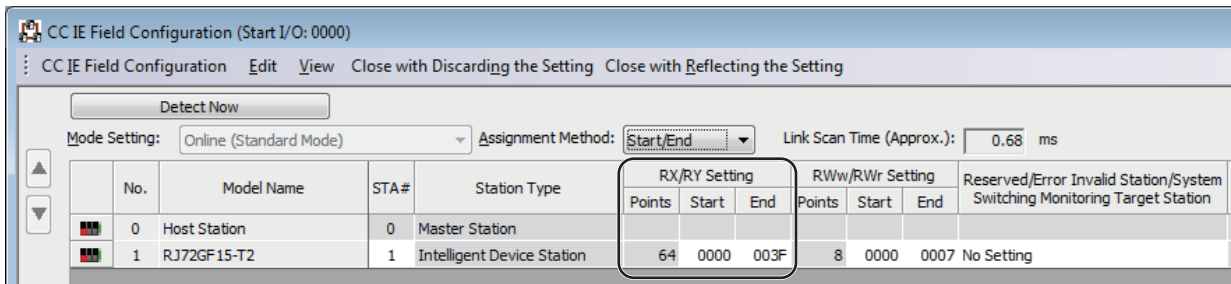 CC IE Field Configuration (Start I/O: 0000)
CC IE Field Configuration Edit View Close with Discarding the Setting Close with Reflecting the Setting
Detect Now
Mode Setting: Online (Standard Mode) Assignment Method: Start/End Link Scan Time (Approx.): 0.68 ms
No. Model Name STA# Station Type RX/RY Setting RWw/RWr Setting Reserved/Error Invalid Station/System
Switching Monitoring Target Station
Points Start End Points Start End
0 Host Station 0 Master Station
1 RJ72GF15-T2 1 Intelligent Device Station 64 0000 003F 8 0000 0007 No Setting